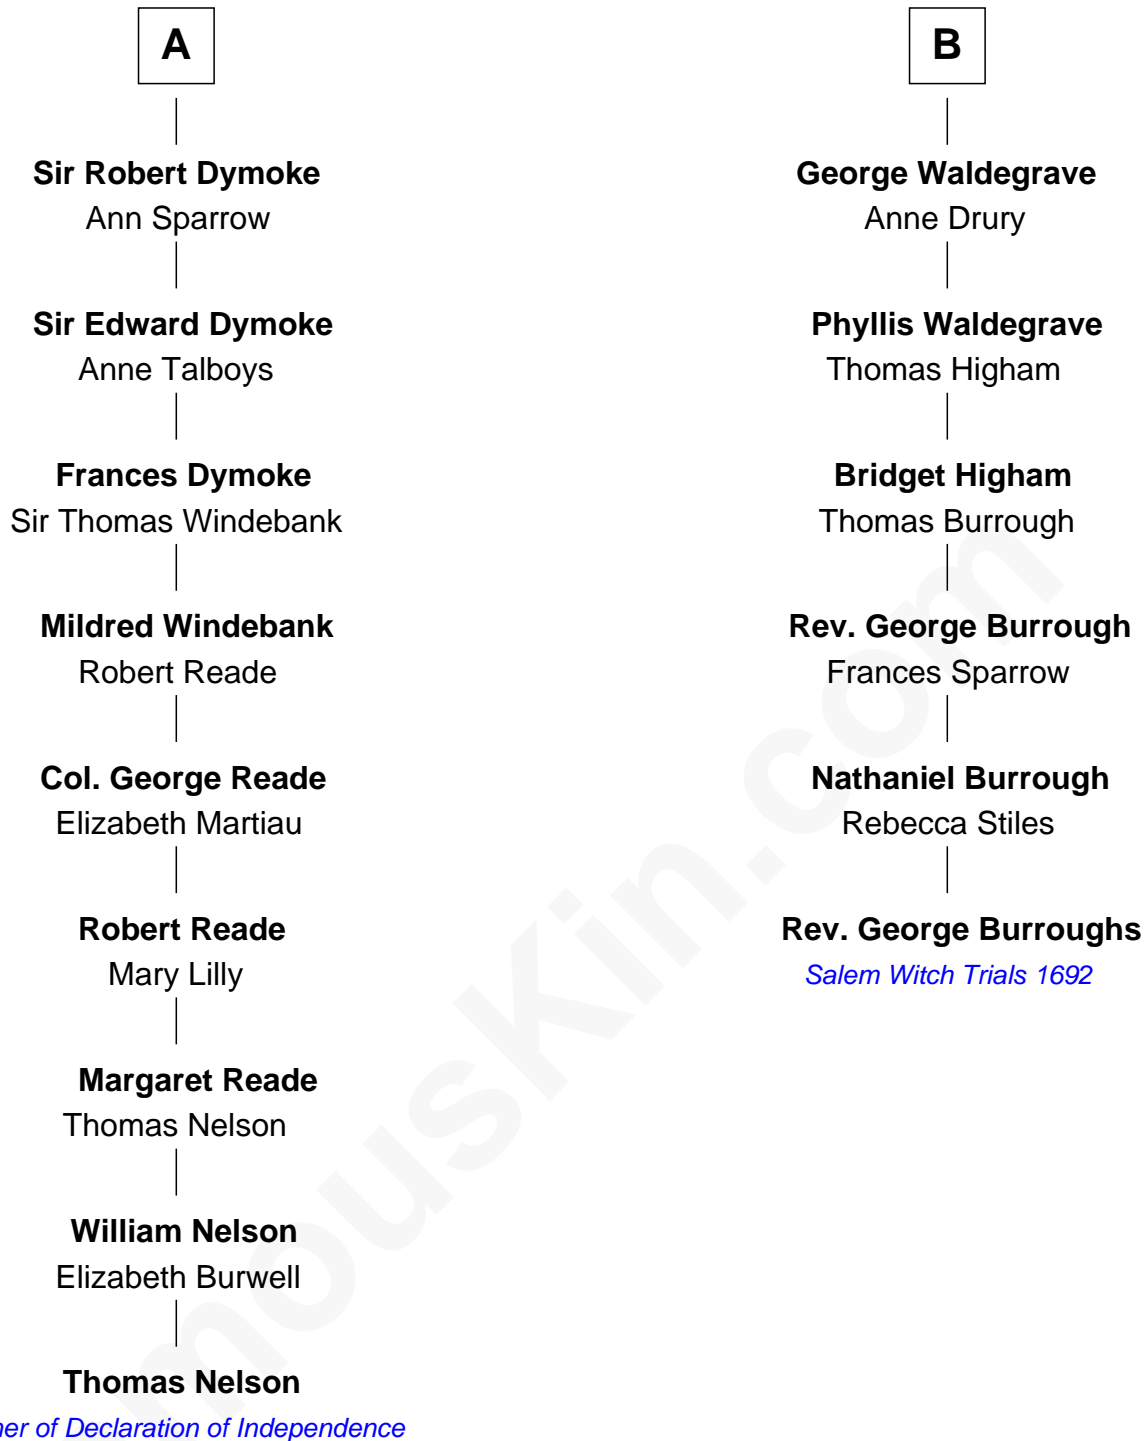 A
Sir Robert Dymoke
Ann Sparrow
Sir Edward Dymoke
Anne Talboys
Frances Dymoke
Sir Thomas Windebank
Mildred Windebank
Robert Reade
Col. George Reade
Elizabeth Martiau
Robert Reade
Mary Lilly
Margaret Reade
Thomas Nelson
William Nelson
Elizabeth Burwell
Thomas Nelson
ner of Declaration of Independence
B
George Waldegrave
Anne Drury
Phyllis Waldegrave
Thomas Higham
Bridget Higham
Thomas Burrough
Rev. George Burrough
Frances Sparrow
Nathaniel Burrough
Rebecca Stiles
Rev. George Burroughs
Salem Witch Trials 1692
mousKin.com